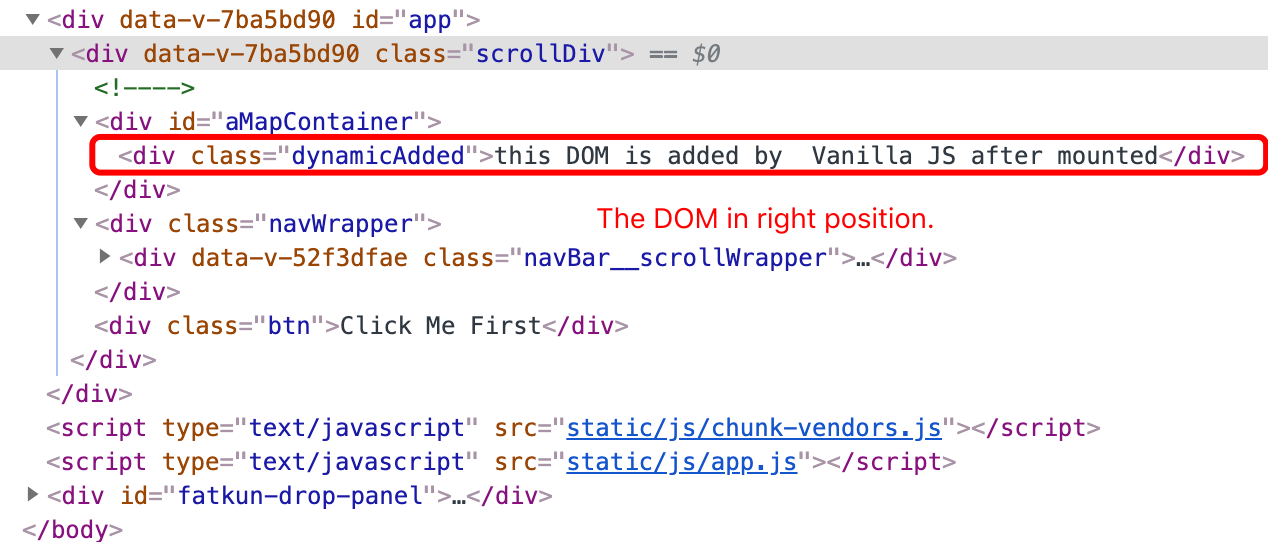 ▼<div data-v-7ba5bd90 id="app">
▼<div data-v-7ba5bd90 class="scrollDiv"> == $0
<!---->
▼<div id="aMapContainer">
<div class="dynamicAdded">this DOM is added by  Vanilla JS after mounted</div>
</div>
▼<div class="navWrapper">
The DOM in right position.
▶<div data-v-52f3dfae class="navBar__scrollWrapper">…</div>
</div>
<div class="btn">Click Me First</div>
</div>
</div>
<script type="text/javascript" src="static/js/chunk-vendors.js"></script>
<script type="text/javascript" src="static/js/app.js"></script>
▶<div id="fatkun-drop-panel">…</div>
</body>